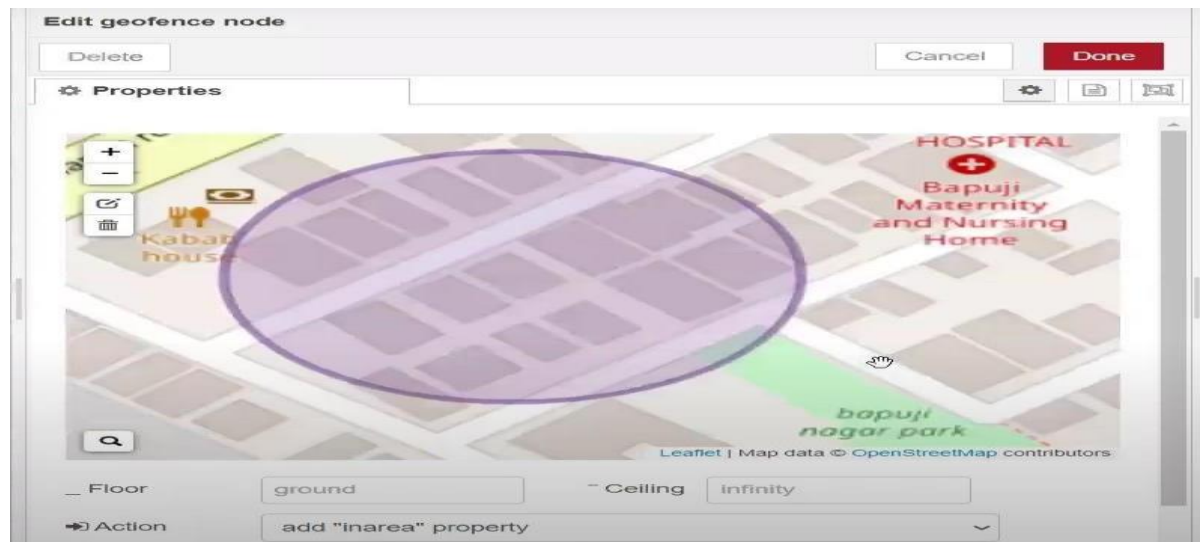 Edit geofence node
Delete
Cancel
Done
Properties
+
HOSPITAL
−
Bapuji
Maternity
and Nursing
Home
Kabab
house
bapuji
nagar park
Leaflet | Map data © OpenStreetMap contributors
Floor
ground
Ceiling
infinity
Action
add "inarea" property